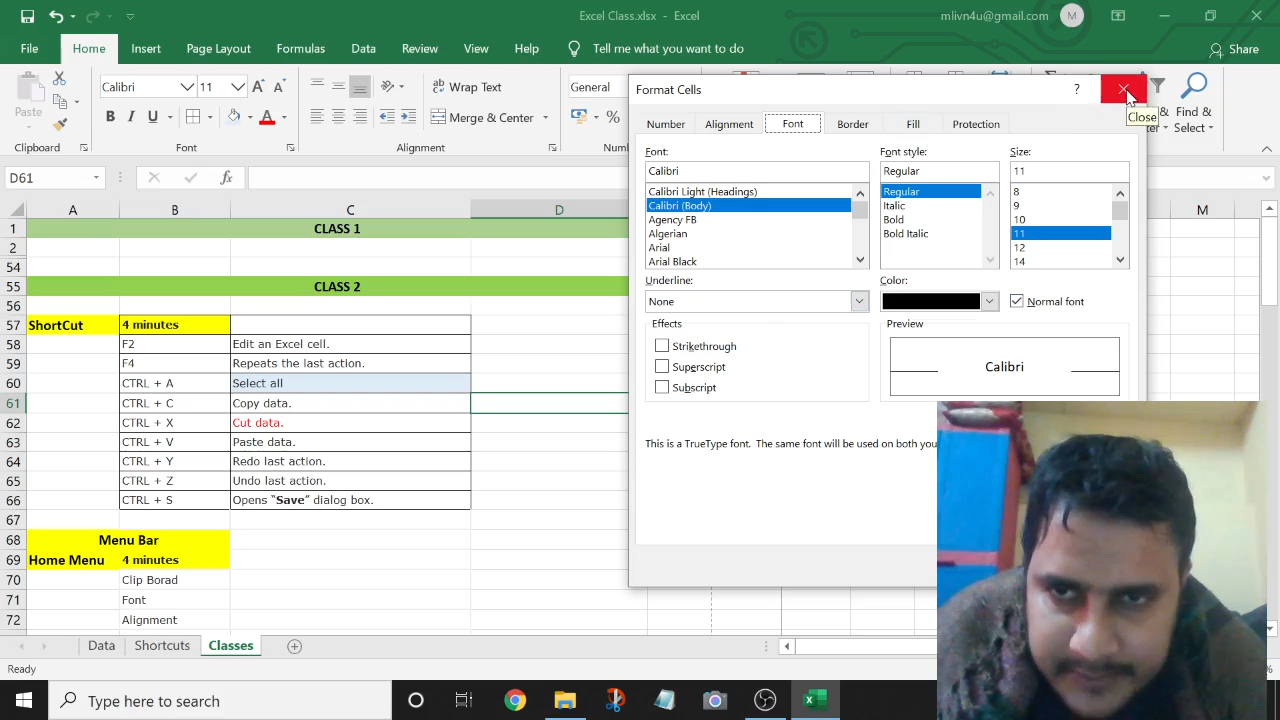 Excel Class.xlsx - Excel
mlivn4u@gmail.com M
File Home Insert Page Layout Formulas Data Review View Help Tell me what you want to do Share
Paste
Calibri 11
B I U A
Wrap Text
Merge & Center
General
%
Find &
Select
Clipboard Font Alignment
D61 fx
Format Cells ?
Close
Number Alignment Font Border Fill Protection
Font: Font style: Size:
Calibri Regular 11
Calibri Light (Headings) Regular 8
Calibri (Body) Italic 9
Agency FB Bold 10
Algerian Bold Italic 11
Arial 12
Arial Black 14
Underline: Color:
None Normal font
Effects Preview
Strikethrough
Superscript Calibri
Subscript
This is a TrueType font. The same font will be used on both you
A B C D M
1 CLASS 1
2
54
55 CLASS 2
56
57 ShortCut 4 minutes
58 F2 Edit an Excel cell.
59 F4 Repeats the last action.
60 CTRL + A Select all
61 CTRL + C Copy data.
62 CTRL + X Cut data.
63 CTRL + V Paste data.
64 CTRL + Y Redo last action.
65 CTRL + Z Undo last action.
66 CTRL + S Opens “Save” dialog box.
67
68 Menu Bar
69 Home Menu 4 minutes
70 Clip Borad
71 Font
72 Alignment
Data Shortcuts Classes
Ready
Type here to search